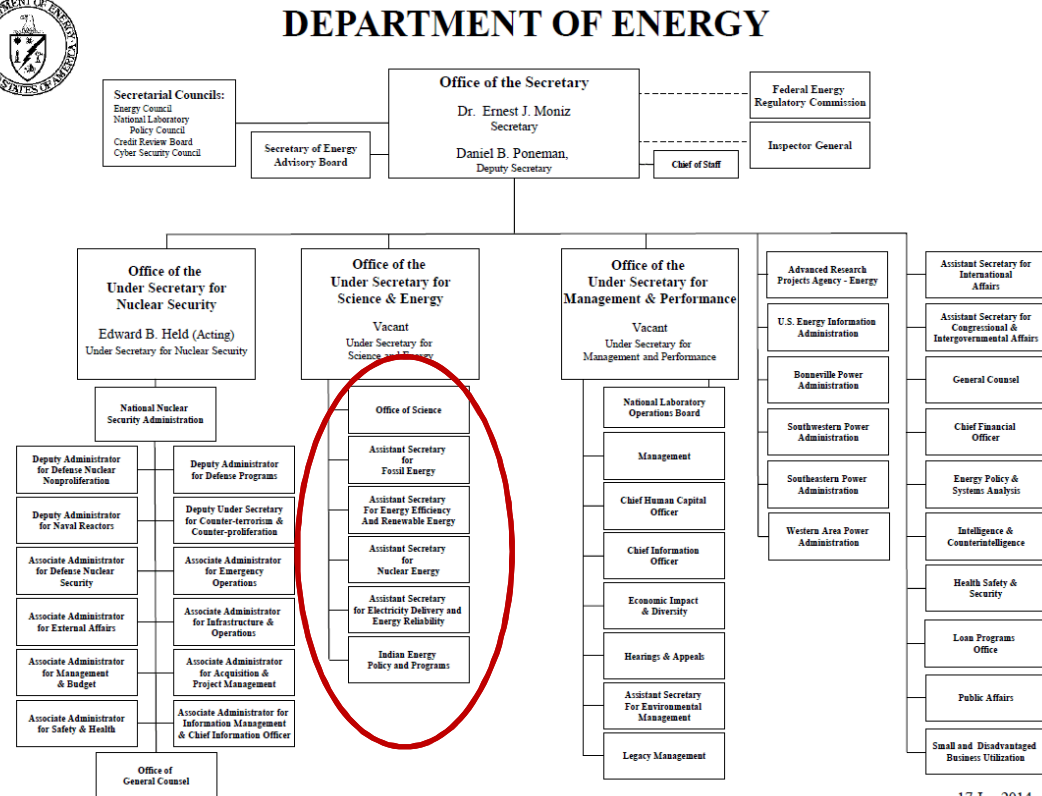 DEPARTMENT OF ENERGY
Secretarial Councils:
Energy Council
National Laboratory
Policy Council
Credit Review Board
Cyber Security Council
Secretary of Energy
Advisory Board
Office of the Secretary
Dr. Ernest J. Moniz
Secretary
Daniel B. Poneman,
Deputy Secretary
Chief of Staff
Federal Energy
Regulatory Commission
Inspector General
Office of the
Under Secretary for
Nuclear Security
Edward B. Held (Acting)
Under Secretary for Nuclear Security
National Nuclear
Security Administration
Deputy Administrator
for Defense Nuclear
Nonproliferation
Deputy Administrator
for Defense Programs
Deputy Administrator
for Naval Reactors
Deputy Under Secretary
for Counter-terrorism &
Counter-proliferation
Associate Administrator
for Defense Nuclear
Security
Associate Administrator
for Emergency
Operations
Associate Administrator
for External Affairs
Associate Administrator
for Infrastructure &
Operations
Associate Administrator
for Management
& Budget
Associate Administrator
for Acquisition &
Project Management
Associate Administrator
for Safety & Health
Associate Administrator for
Information Management
& Chief Information Officer
Office of
General Counsel
Office of the
Under Secretary for
Science & Energy
Vacant
Under Secretary for
Science and Energy
Office of Science
Assistant Secretary
for
Fossil Energy
Assistant Secretary
For Energy Efficiency
And Renewable Energy
Assistant Secretary
for
Nuclear Energy
Assistant Secretary
for Electricity Delivery and
Energy Reliability
Indian Energy
Policy and Programs
Office of the
Under Secretary for
Management & Performance
Vacant
Under Secretary for
Management and Performance
National Laboratory
Operations Board
Management
Chief Human Capital
Officer
Chief Information
Officer
Economic Impact
& Diversity
Hearings & Appeals
Assistant Secretary
For Environmental
Management
Legacy Management
Advanced Research
Projects Agency - Energy
U.S. Energy Information
Administration
Bonneville Power
Administration
Southwestern Power
Administration
Southeastern Power
Administration
Western Area Power
Administration
Assistant Secretary for
International
Affairs
Assistant Secretary for
Congressional &
Intergovernmental Affairs
General Counsel
Chief Financial
Officer
Energy Policy &
Systems Analysis
Intelligence &
Counterintelligence
Health Safety &
Security
Loan Programs
Office
Public Affairs
Small and Disadvantaged
Business Utilization